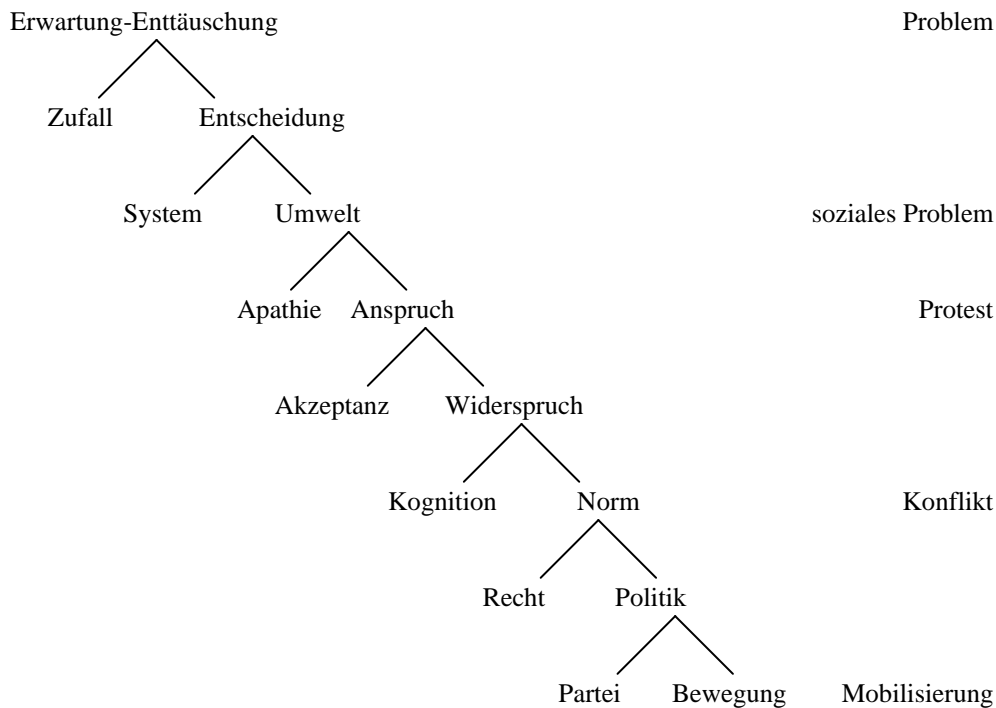 Erwartung-Enttäuschung Problem
Zufall Entscheidung
System Umwelt soziales Problem
Apathie Anspruch Protest
Akzeptanz Widerspruch
Kognition Norm Konflikt
Recht Politik
Partei Bewegung Mobilisierung